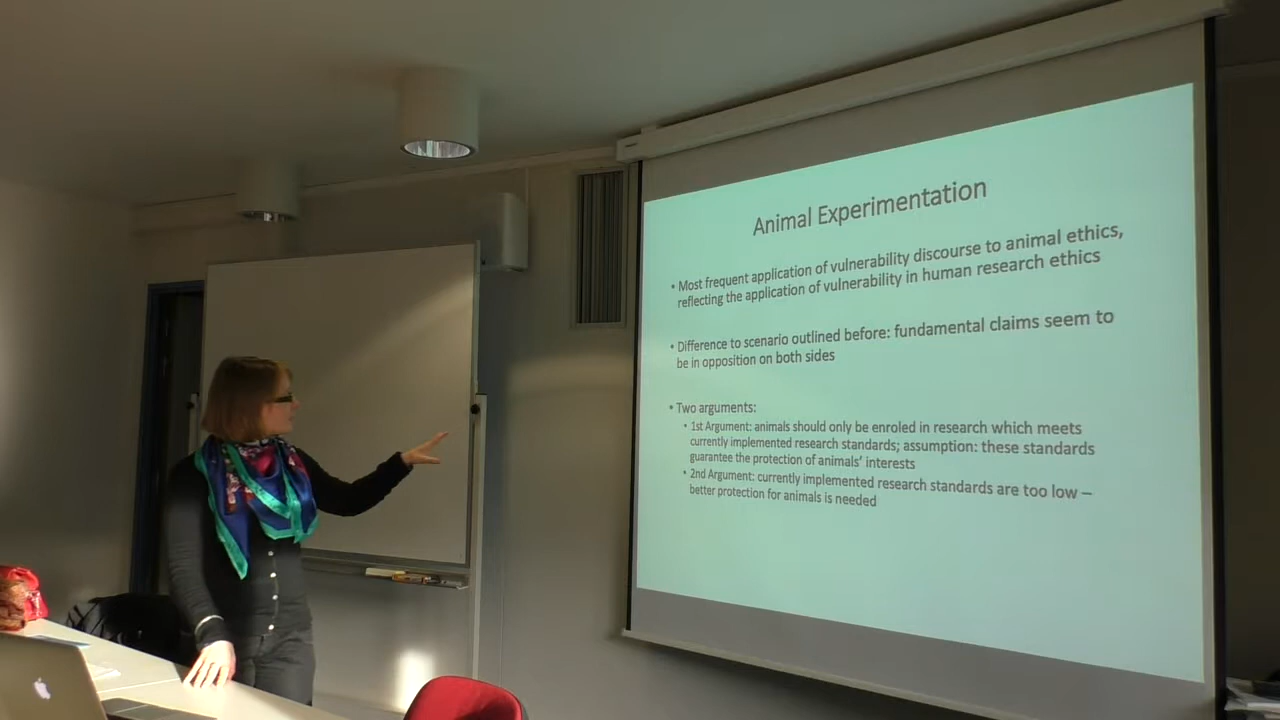 Animal Experimentation
• Most frequent application of vulnerability discourse to animal ethics,
reflecting the application of vulnerability in human research ethics
• Difference to scenario outlined before: fundamental claims seem to
be in opposition on both sides
• Two arguments:
• 1st Argument: animals should only be enroled in research which meets
currently implemented research standards; assumption: these standards
guarantee the protection of animals' interests
• 2nd Argument: currently implemented research standards are too low –
better protection for animals is needed